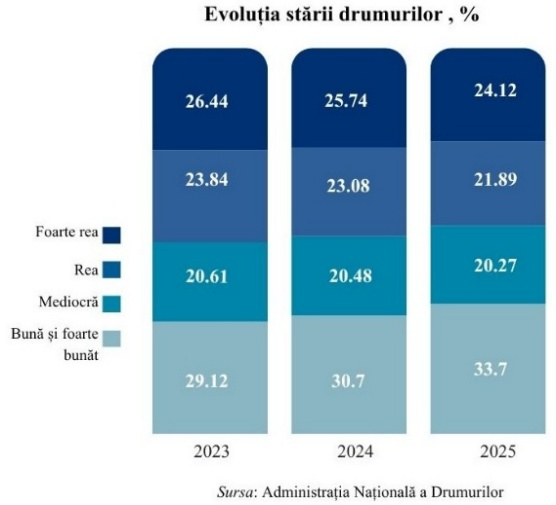 Evoluția stării drumurilor , %
26.44 25.74 24.12
23.84 23.08 21.89
Foarte rea
Rea
20.61 20.48 20.27
Mediocră
Bună și foarte
bunăt
29.12 30.7 33.7
2023 2024 2025
Sursa: Administrația Națională a Drumurilor